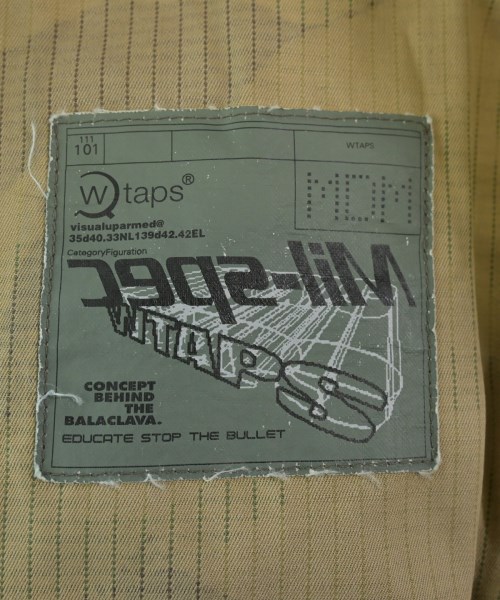 111
101
WTAPS
Wtaps®
MDM
visualuparmed@
35d40.33NL139d42.42EL
CategoryFiguration
Mil-spec
WTAPS
CONCEPT
BEHIND
THE
BALACLAVA.
EDUCATE STOP THE BULLET